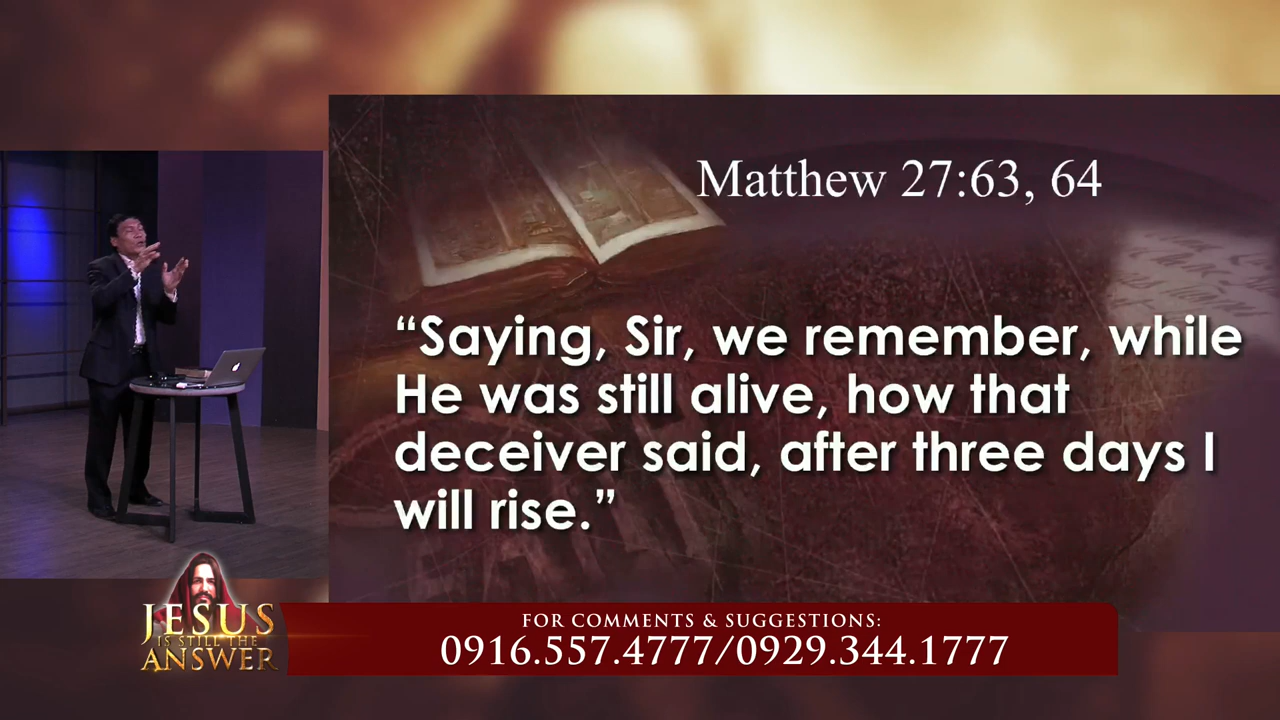 Matthew 27:63, 64
“Saying, Sir, we remember, while
He was still alive, how that
deceiver said, after three days I
will rise.”
JESUS
IS STILL THE
ANSWER
FOR COMMENTS & SUGGESTIONS:
0916.557.4777/0929.344.1777